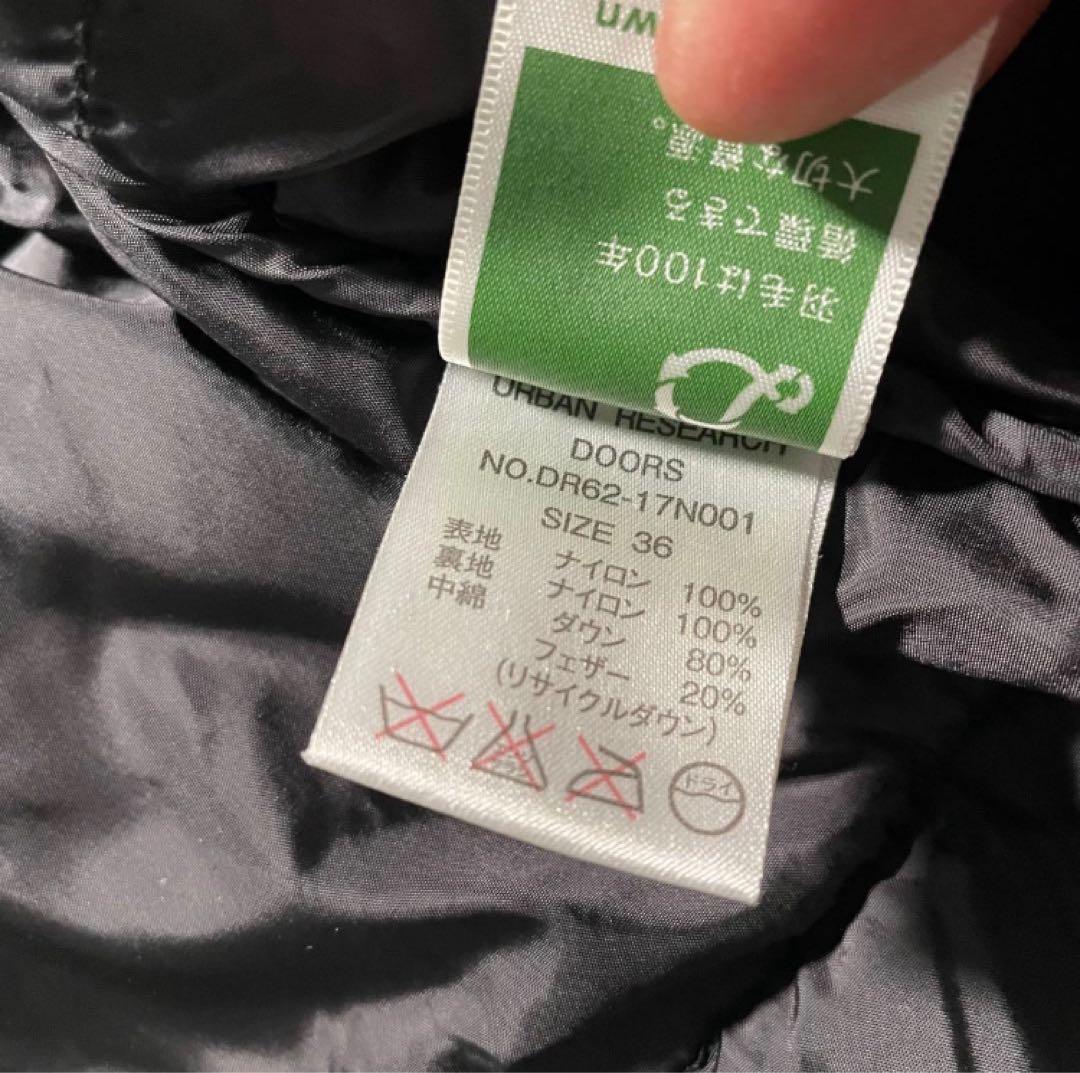 wn
羽毛は100年
循環できる
大切な資源。
URBAN RESEARCH
DOORS
NO.DR62-17N001
SIZE 36
表地 ナイロン 100%
裏地 ナイロン 100%
中綿 ダウン 80%
フェザー 20%
(リサイクルダウン)
ドライ